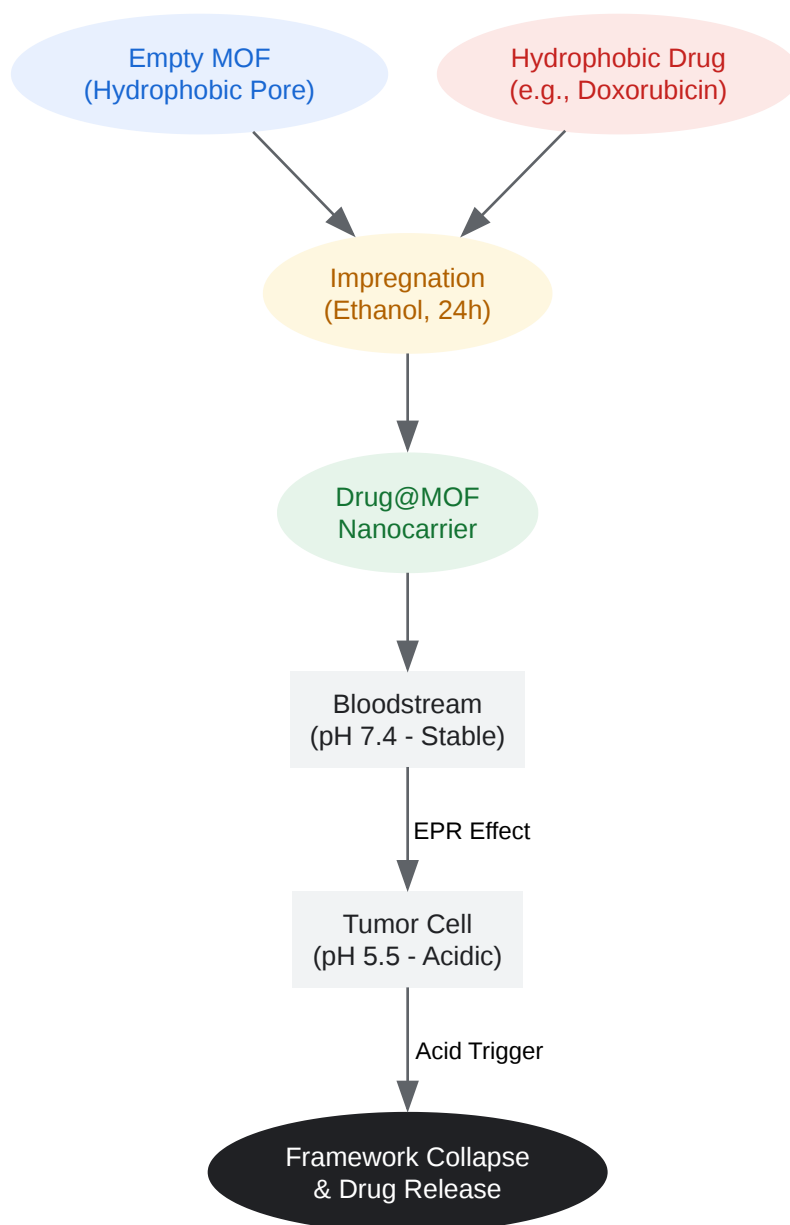 Empty MOF
(Hydrophobic Pore)
Hydrophobic Drug
(e.g., Doxorubicin)
Impregnation
(Ethanol, 24h)
Drug@MOF
Nanocarrier
Bloodstream
(pH 7.4 - Stable)
EPR Effect
Tumor Cell
(pH 5.5 - Acidic)
Acid Trigger
Framework Collapse
& Drug Release